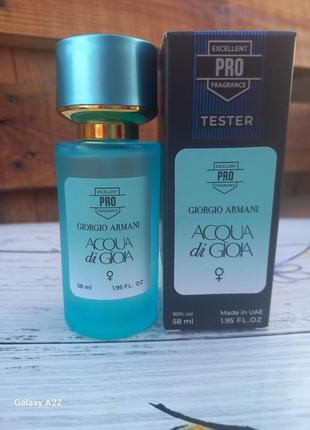 EXCELLENT
PRO
FRAGRANCE
GIORGIO ARMANI
ACQUA
di GIOIA
58 ml 1.95 FL. OZ
EXCELLENT
PRO
FRAGRANCE
TESTER
EXCELLENT
PRO
FRAGRANCE
GIORGIO ARMANI
ACQUA
di GIOIA
80% vol Made in UAE
58 ml 1.95 FL.OZ
Galaxy A22